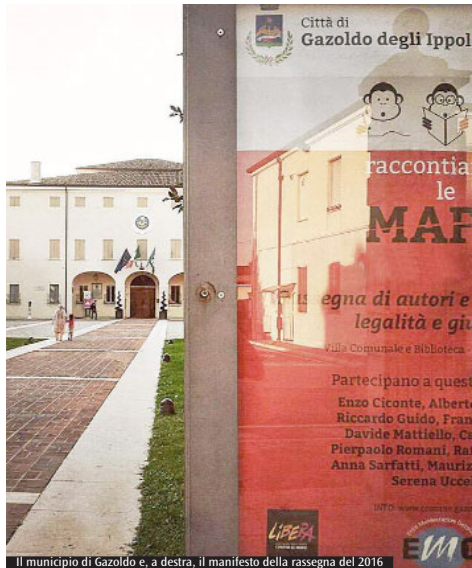 Città di
Gazoldo degli Ippol
raccontia
le
MAF
segna di autori e
legalità e giu
Villa Comunale e Biblioteca
Partecipano a quest
Enzo Ciconte, Alberto
Riccardo Guido, Fran
Davide Mattiello, C
Pierpaolo Romani, Ra
Anna Sarfatti, Mauriz
Serena Ucce
INFO: www.comune.gaz
LIBERA
EMG
Il municipio di Gazoldo e, a destra, il manifesto della rassegna del 2016